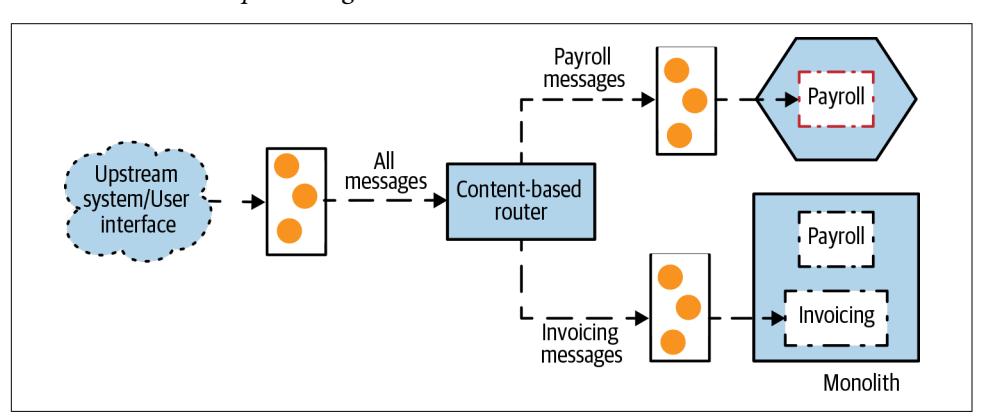 Upstream
system/User
interface
All
messages
Content-based
router
Payroll
messages
Payroll
Invoicing
messages
Payroll
Invoicing
Monolith